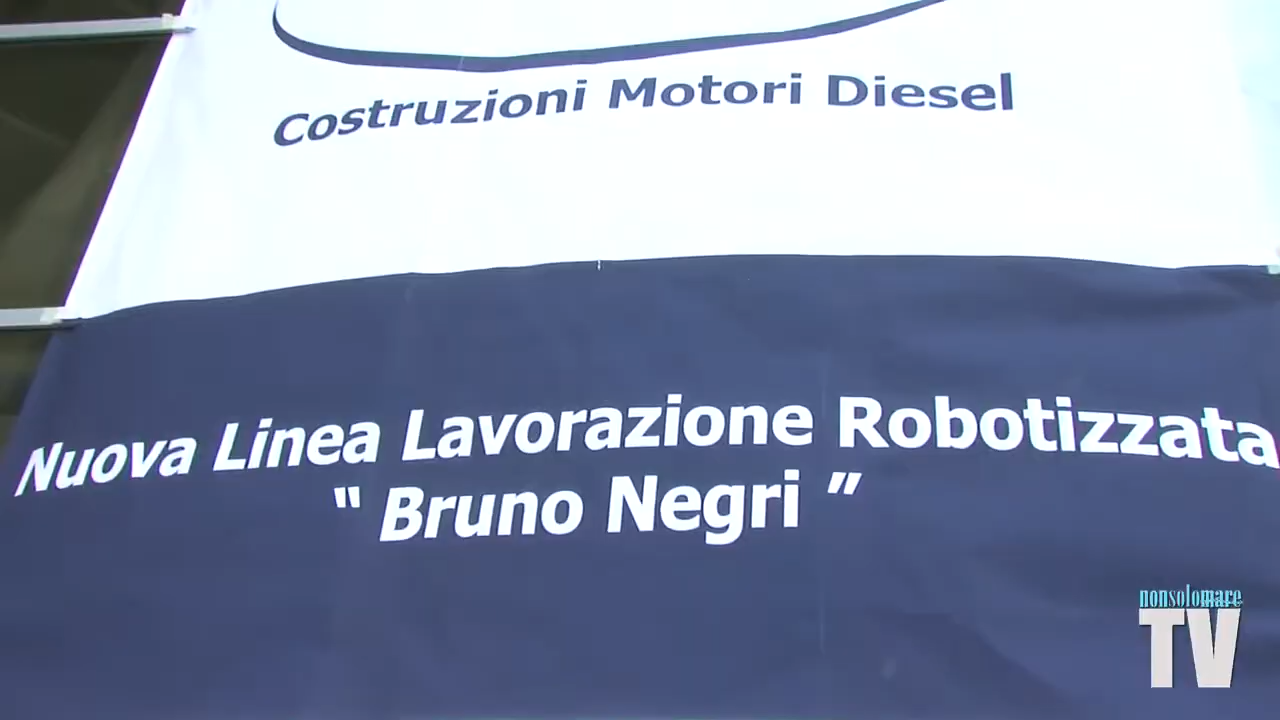 Costruzioni Motori Diesel
Nuova Linea Lavorazione Robotizzata
“ Bruno Negri ”
nonsolomare
TV